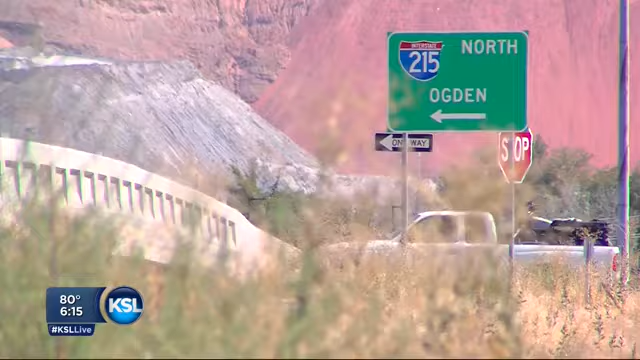 INTERSTATE
215
NORTH
OGDEN
ONE WAY
STOP
80°
6:15
KSL
#KSLLive